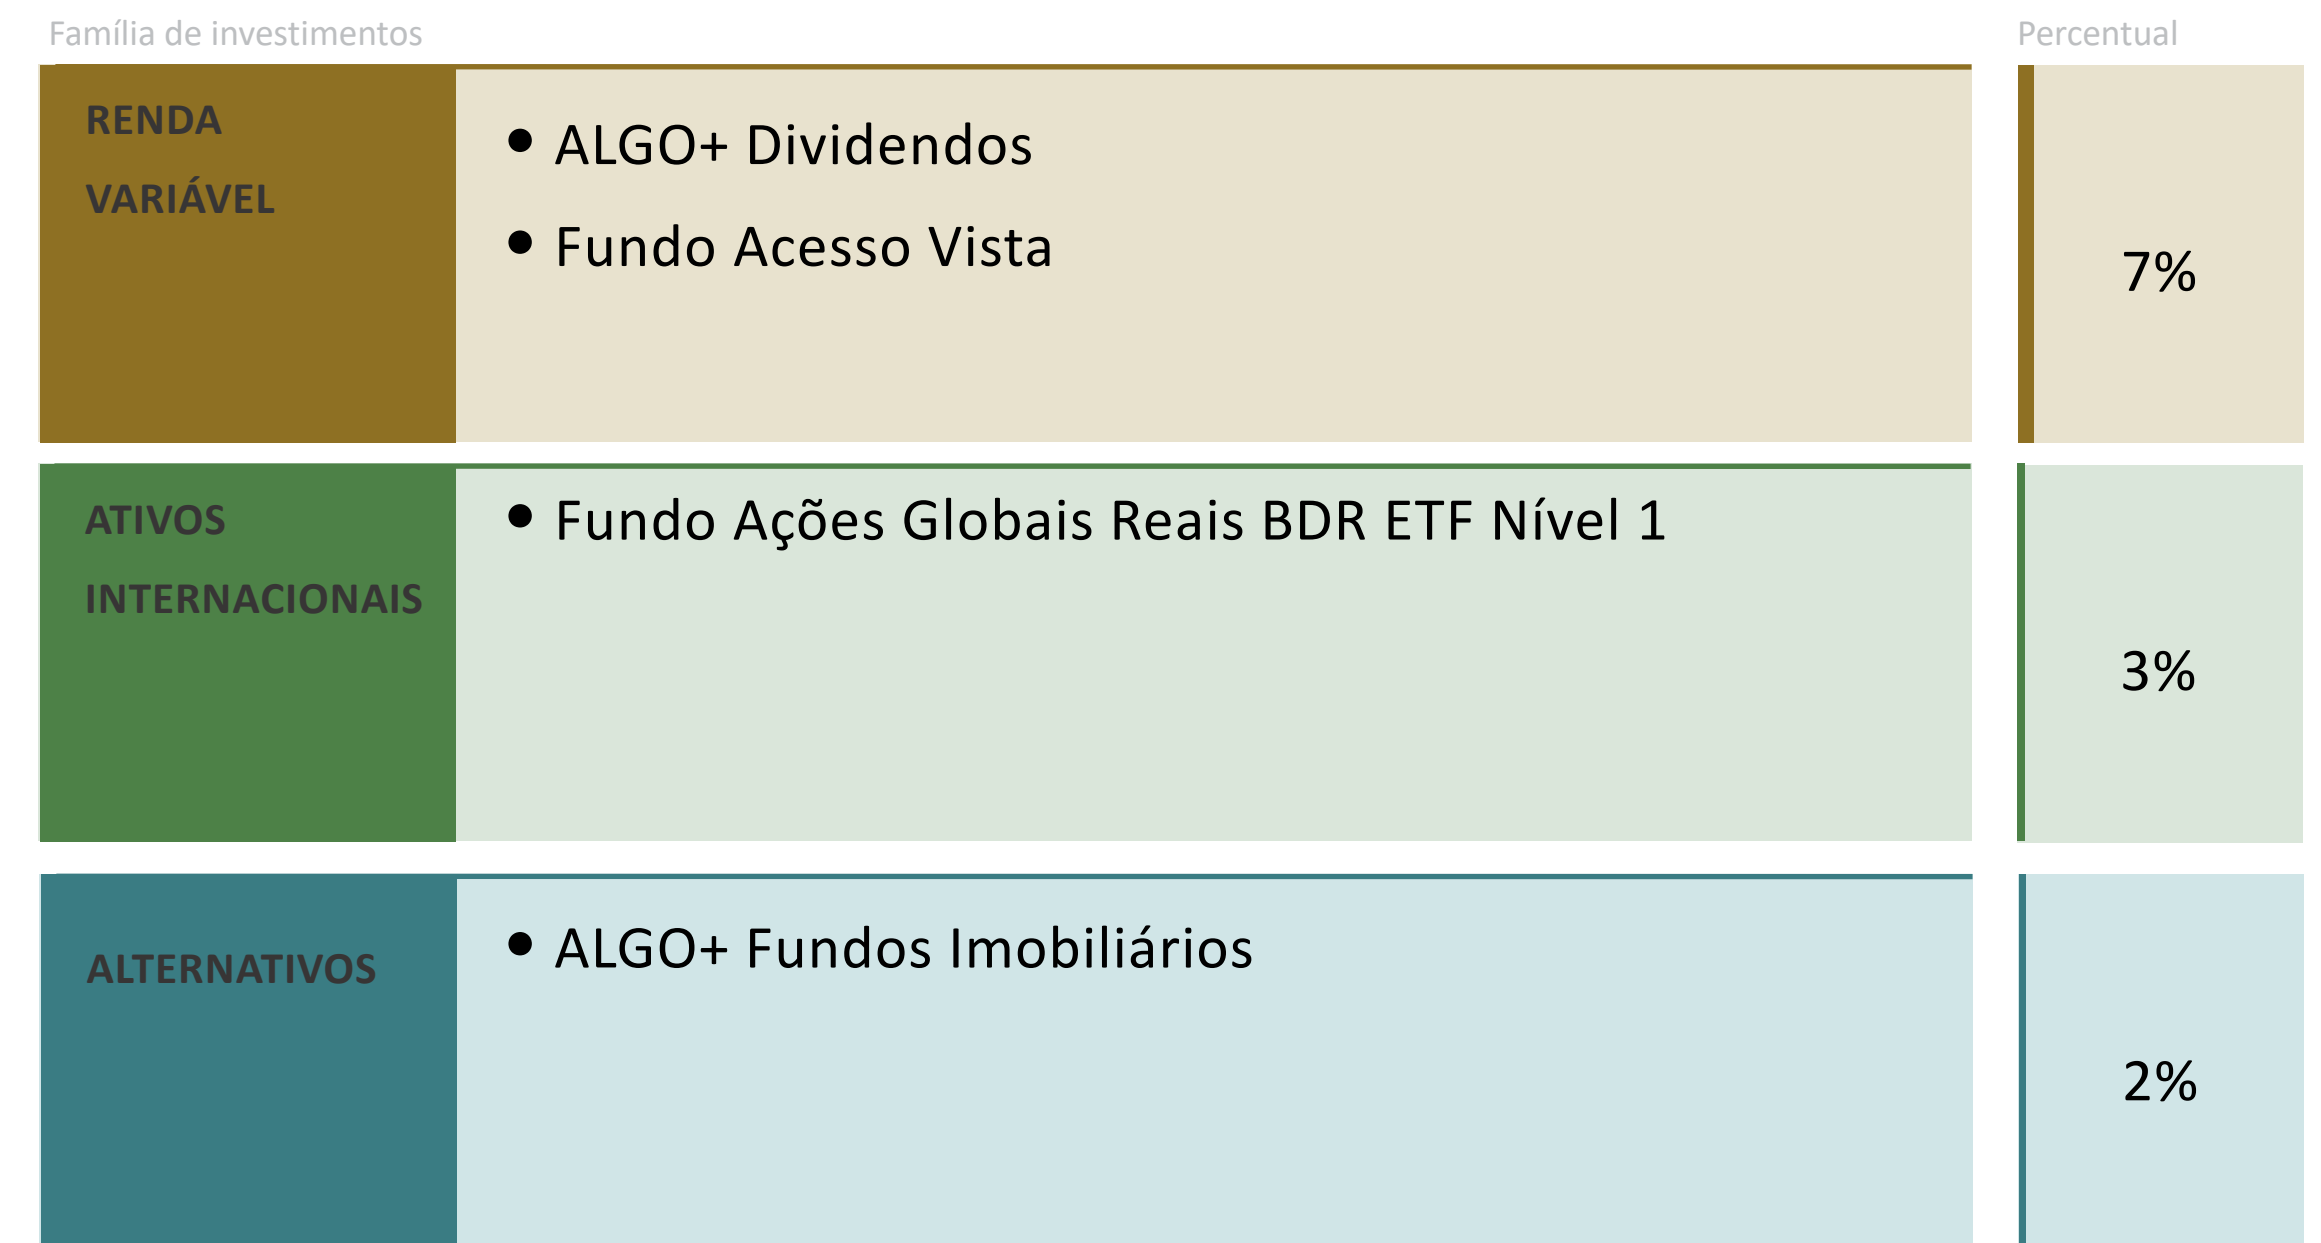 Família de investimentos
Percentual
RENDA
VARIÁVEL
• ALGO+ Dividendos
• Fundo Acesso Vista
7%
ATIVOS
INTERNACIONAIS
• Fundo Ações Globais Reais BDR ETF Nível 1
3%
ALTERNATIVOS
• ALGO+ Fundos Imobiliários
2%